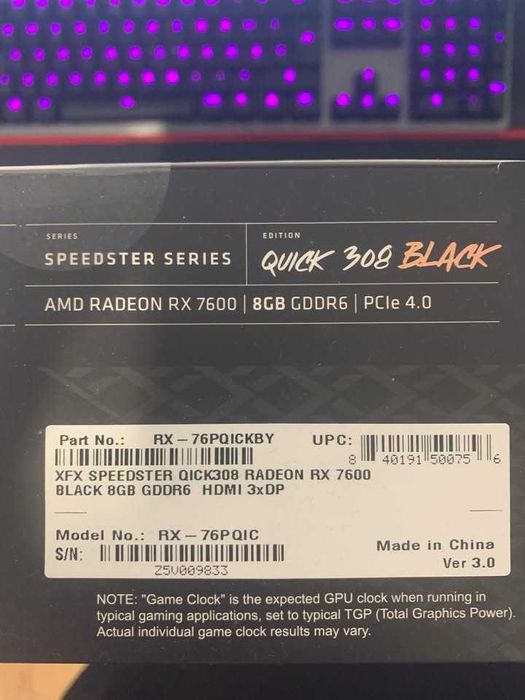 SERIES
SPEEDSTER SERIES
EDITION
QUICK 308 BLACK
AMD RADEON RX 7600 | 8GB GDDR6 | PCIe 4.0
Part No.: RX-76PQICKBY
UPC:
8 40191 50075 6
XFX SPEEDSTER QICK308 RADEON RX 7600
BLACK 8GB GDDR6 HDMI 3xDP
Model No.: RX-76PQIC
S/N:
Z5V009833
Made in China
Ver 3.0
NOTE: "Game Clock" is the expected GPU clock when running in
typical gaming applications, set to typical TGP (Total Graphics Power).
Actual individual game clock results may vary.